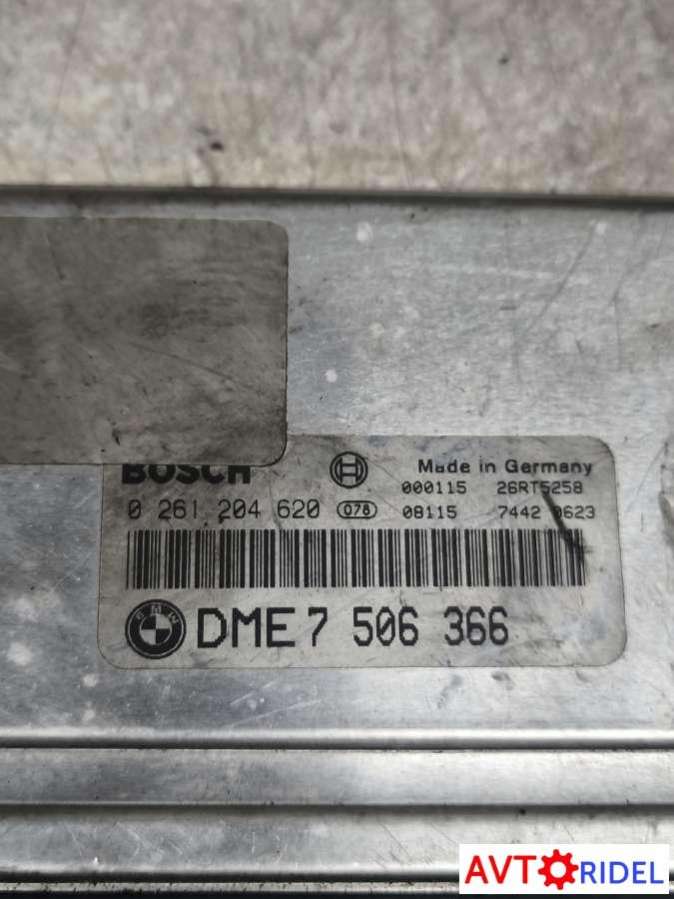 BOSCH
Made in Germany
000115 26RT5258
0 261 204 620 078 08115 7442 0623
BMW DME 7 506 366
AVTORIDEL